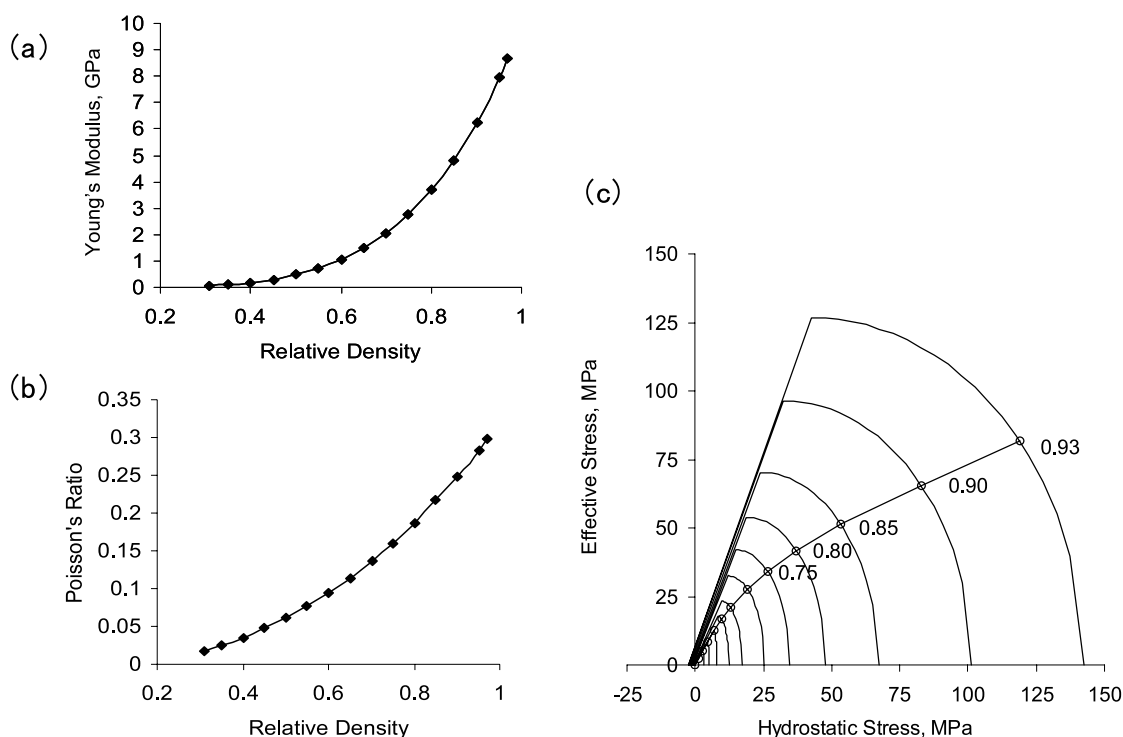 (a)
Young's Modulus, GPa
10
9
8
7
6
5
4
3
2
1
0
0.2 0.4 0.6 0.8 1
Relative Density
(b)
Poisson's Ratio
0.35
0.3
0.25
0.2
0.15
0.1
0.05
0
0.2 0.4 0.6 0.8 1
Relative Density
(c)
Effective Stress, MPa
150
125
100
75
50
25
0
0.93
0.90
0.85
0.80
0.75
-25 0 25 50 75 100 125 150
Hydrostatic Stress, MPa